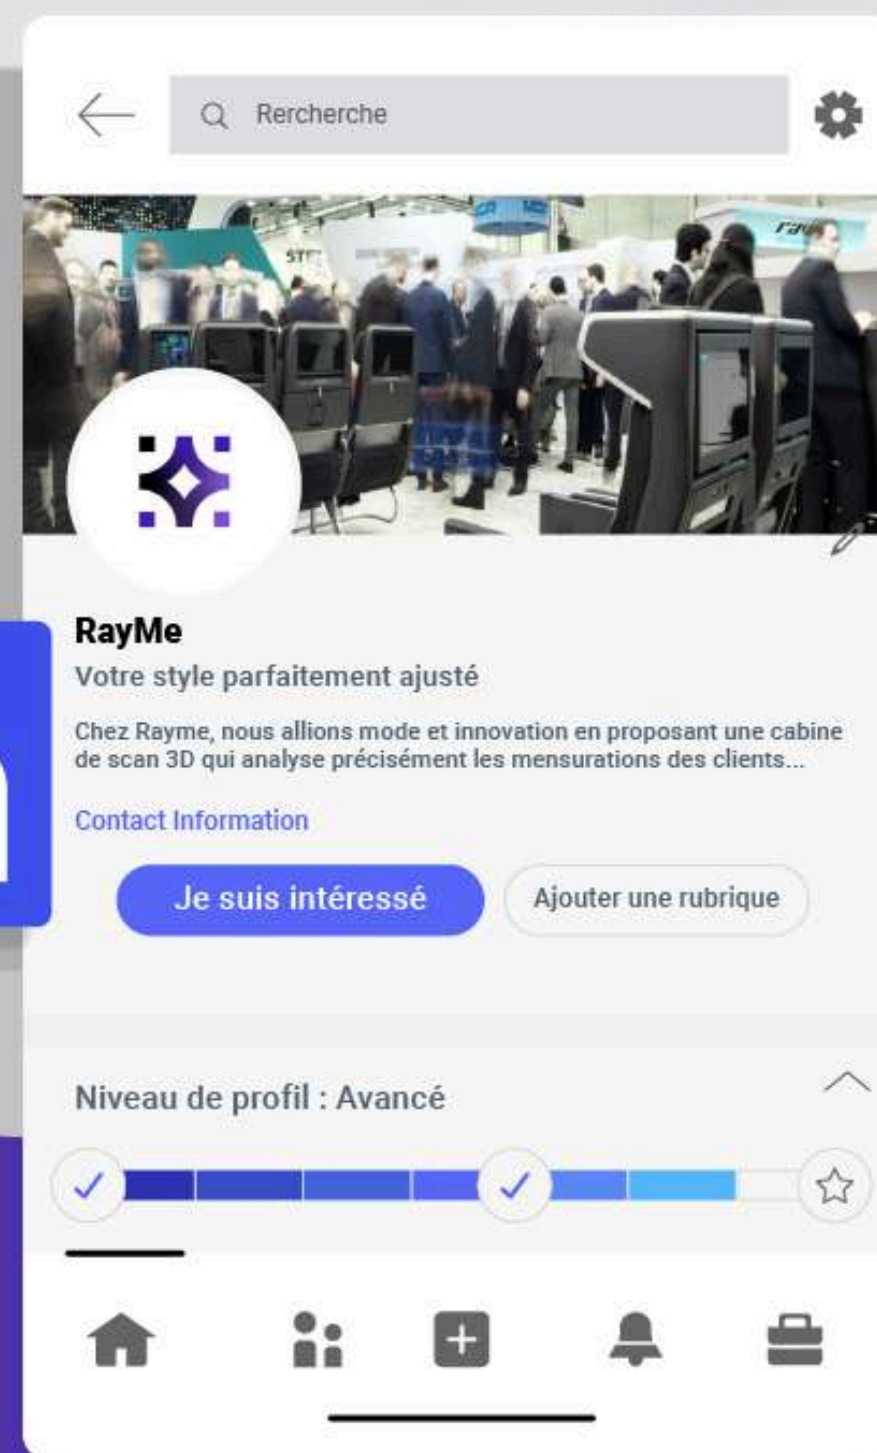 Rercherche
RayMe
Votre style parfaitement ajusté
Chez Rayme, nous allions mode et innovation en proposant une cabine
de scan 3D qui analyse précisément les mensurations des clients...
Contact Information
Je suis intéressé
Ajouter une rubrique
Niveau de profil : Avancé